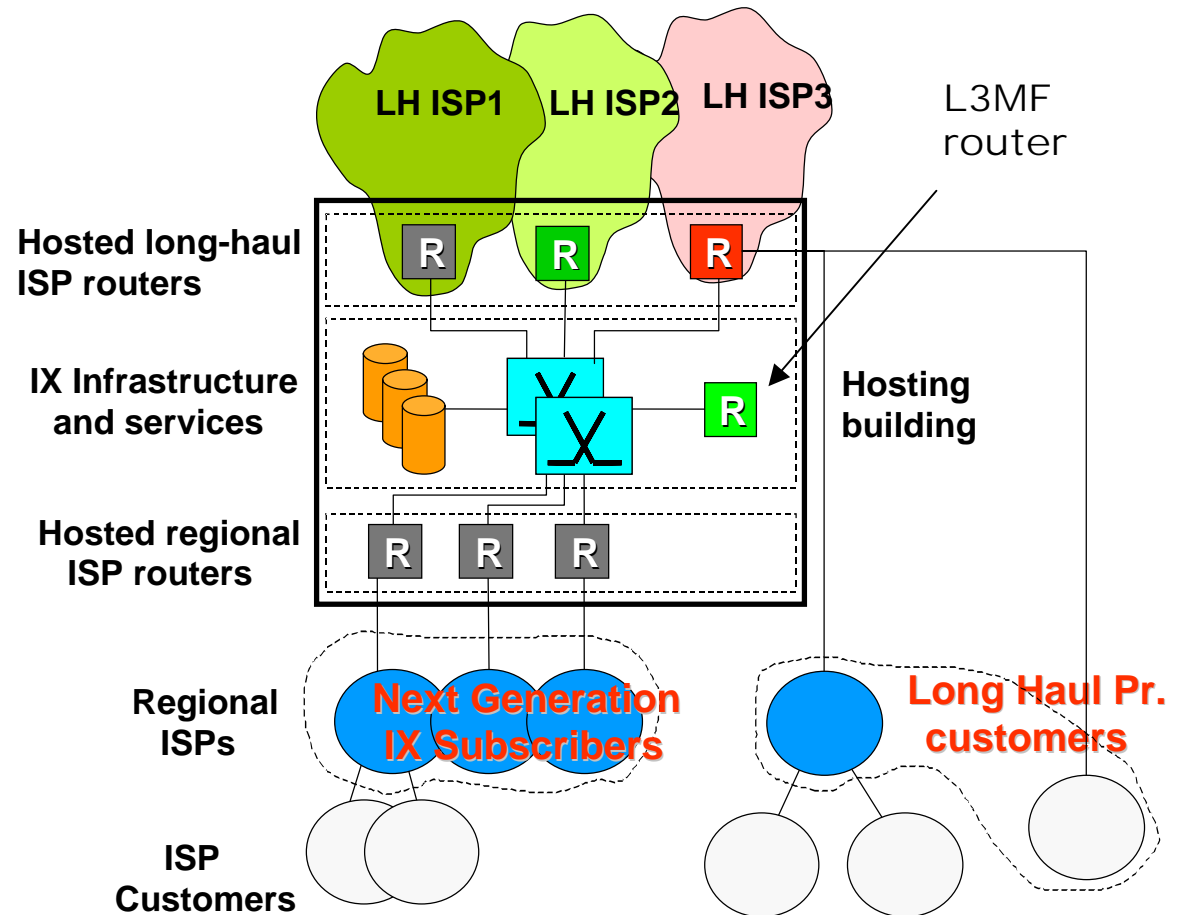 LH ISP1
LH ISP2
LH ISP3
L3MF
router
Hosted long-haul
ISP routers
R
R
R
IX Infrastructure
and services
R
Hosting
building
Hosted regional
ISP routers
R
R
R
Regional
ISPs
Next Generation
IX Subscribers
Long Haul Pr.
customers
ISP
Customers